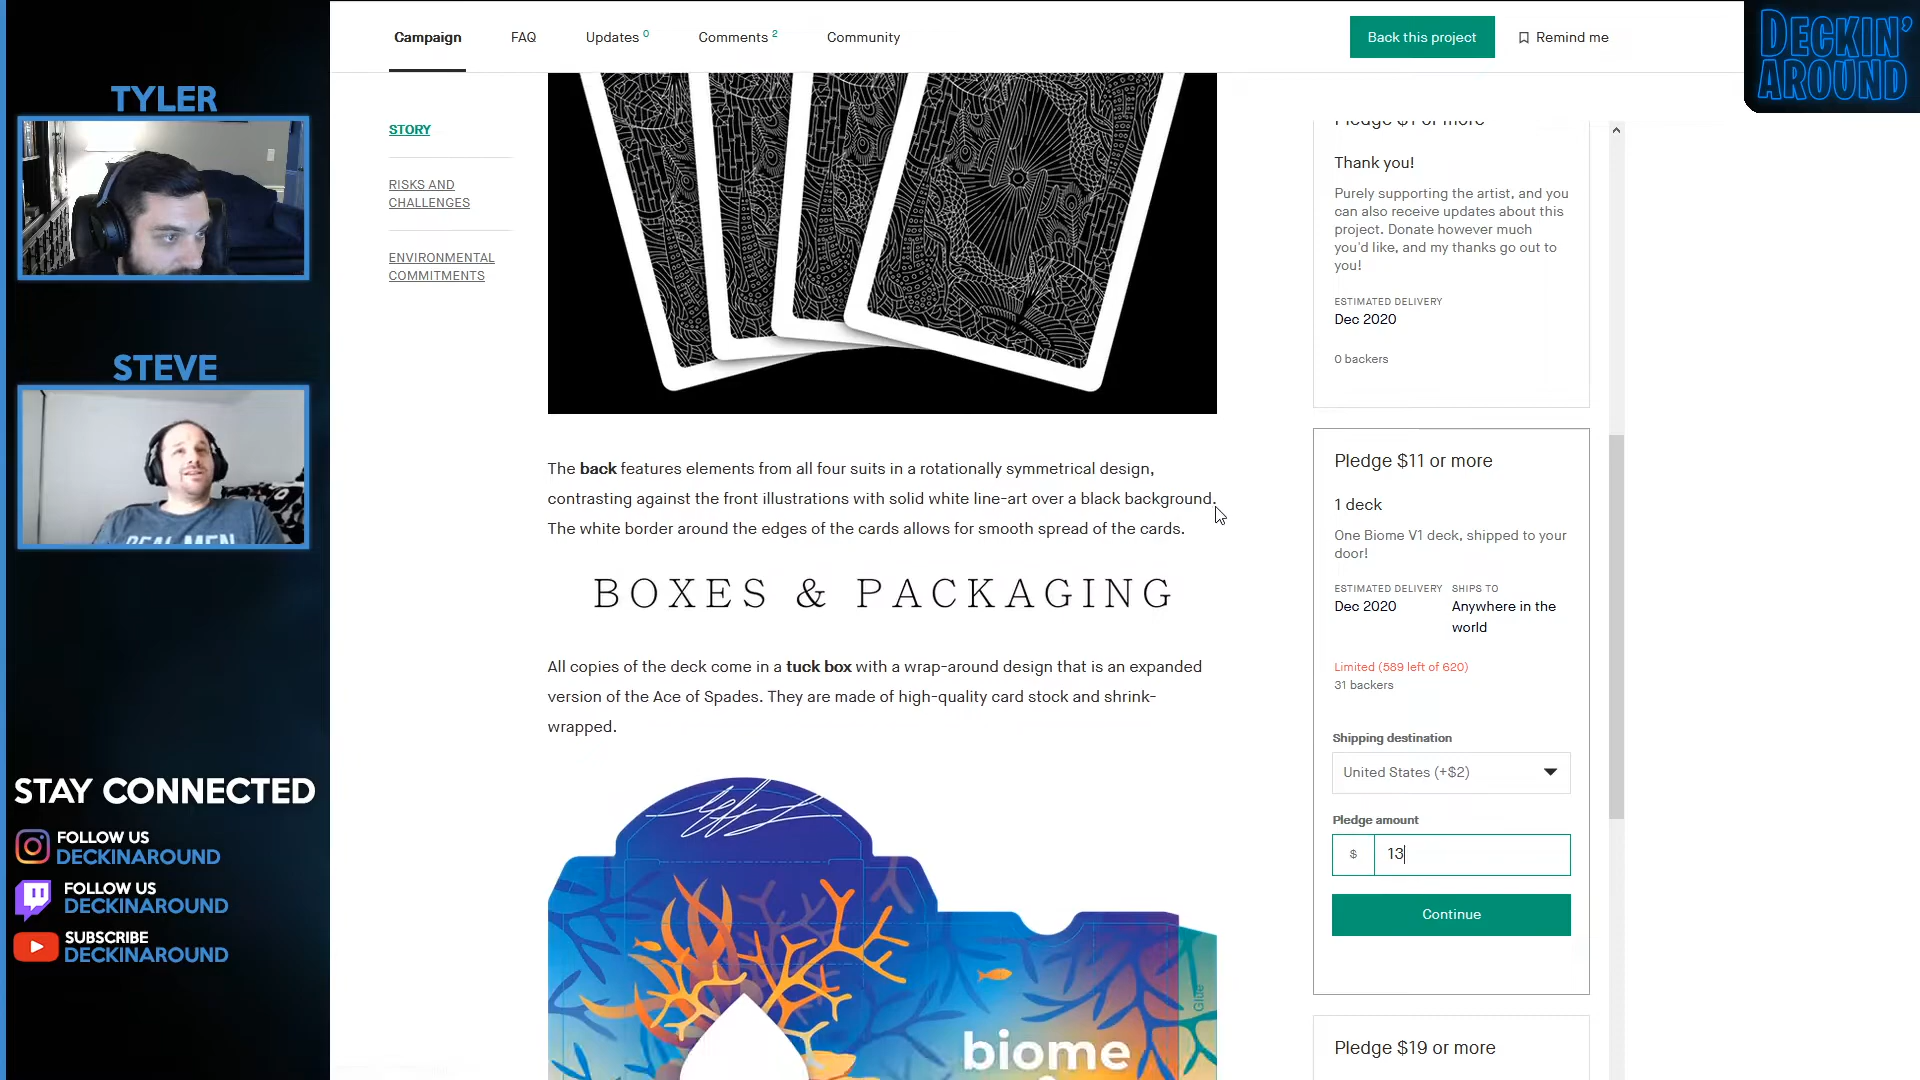 TYLER
STEVE
REAL MEN
STAY CONNECTED
FOLLOW US
DECKINAROUND
FOLLOW US
DECKINAROUND
SUBSCRIBE
DECKINAROUND
Campaign
FAQ
Updates 0
Comments 2
Community
Back this project
Remind me
DECKIN'
AROUND
STORY
RISKS AND
CHALLENGES
ENVIRONMENTAL
COMMITMENTS
The back features elements from all four suits in a rotationally symmetrical design,
contrasting against the front illustrations with solid white line-art over a black background.
The white border around the edges of the cards allows for smooth spread of the cards.
BOXES & PACKAGING
All copies of the deck come in a tuck box with a wrap-around design that is an expanded
version of the Ace of Spades. They are made of high-quality card stock and shrink-
wrapped.
Glue
biome
Pledge $1 or more
Thank you!
Purely supporting the artist, and you
can also receive updates about this
project. Donate however much
you'd like, and my thanks go out to
you!
ESTIMATED DELIVERY
Dec 2020
0 backers
Pledge $11 or more
1 deck
One Biome V1 deck, shipped to your
door!
ESTIMATED DELIVERY
Dec 2020
SHIPS TO
Anywhere in the
world
Limited (589 left of 620)
31 backers
Shipping destination
United States (+$2)
Pledge amount
$ 13
Continue
Pledge $19 or more